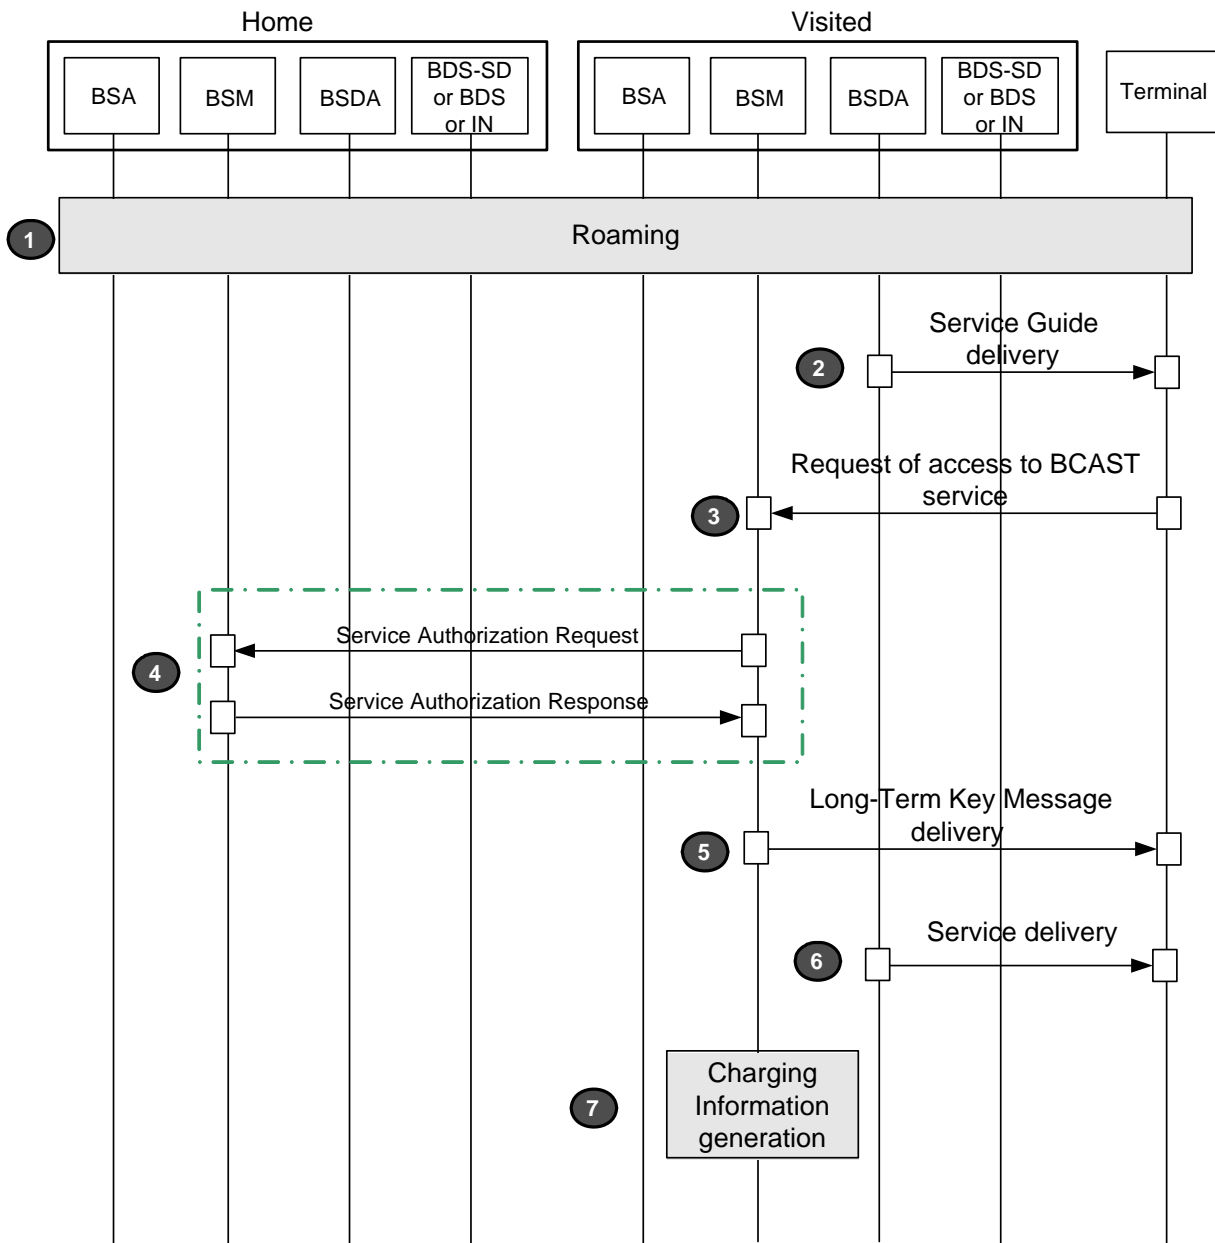 Home
Visited
BSA
BSM
BSDA
BDS-SD
or BDS
or IN
BSA
BSM
BSDA
BDS-SD
or BDS
or IN
Terminal
1
Roaming
Service Guide
delivery
2
Request of access to BCAST
service
3
Service Authorization Request
4
Service Authorization Response
Long-Term Key Message
delivery
5
Service delivery
6
Charging
Information
generation
7